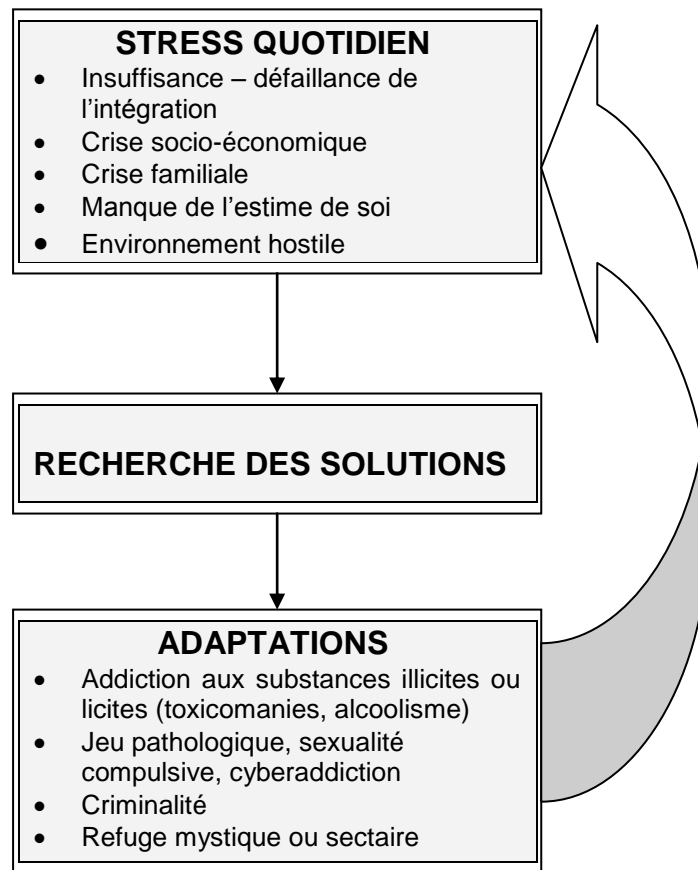 STRESS QUOTIDIEN
• Insuffisance – défaillance de
l’intégration
• Crise socio-économique
• Crise familiale
• Manque de l’estime de soi
• Environnement hostile
RECHERCHE DES SOLUTIONS
ADAPTATIONS
• Addiction aux substances illicites ou
licites (toxicomanies, alcoolisme)
• Jeu pathologique, sexualité
compulsive, cyberaddiction
• Criminalité
• Refuge mystique ou sectaire